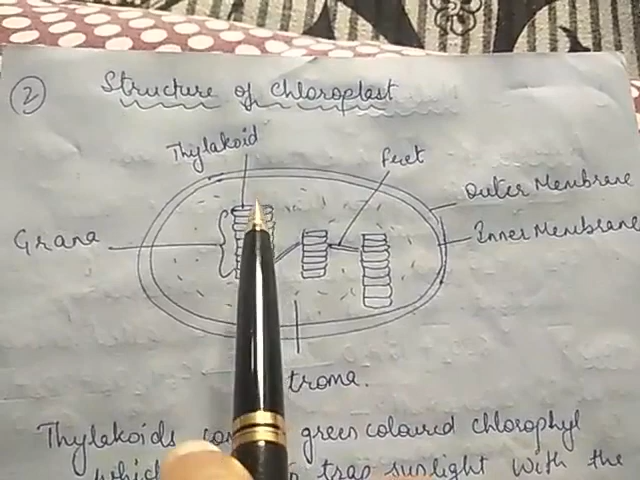 2
Structure of Chloroplast
Thylakoid
fret
Outer Membrane
Grana
Inner Membrane
troma.
Thylakoids green coloured chlorophyl
trap sunlight with the